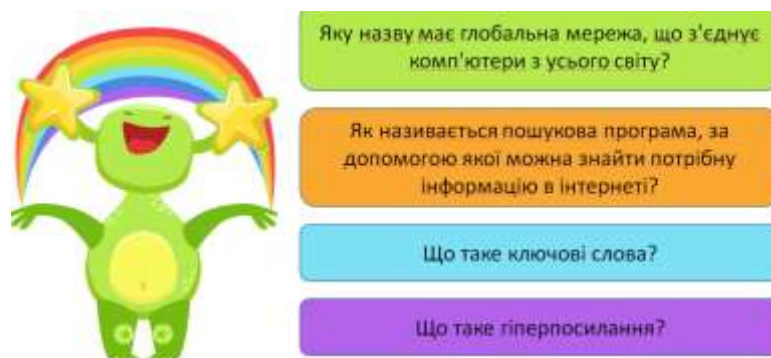 Яку назву має глобальна мережа, що з'єднує
комп'ютери з усього світу?
Як називається пошукова програма, за
допомогою якої можна знайти потрібну
інформацію в інтернеті?
Що таке ключові слова?
Що таке гіперпосилання?